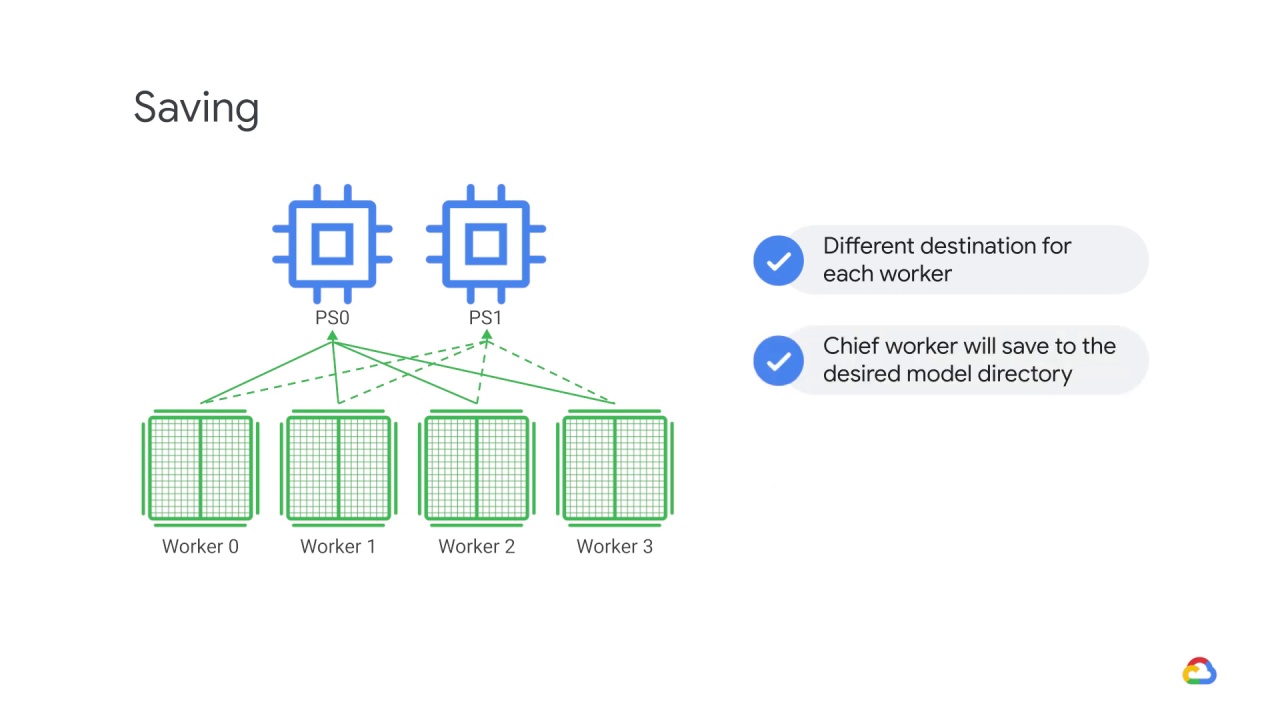 Saving
PS0
PS1
Different destination for
each worker
Chief worker will save to the
desired model directory
Worker 0
Worker 1
Worker 2
Worker 3